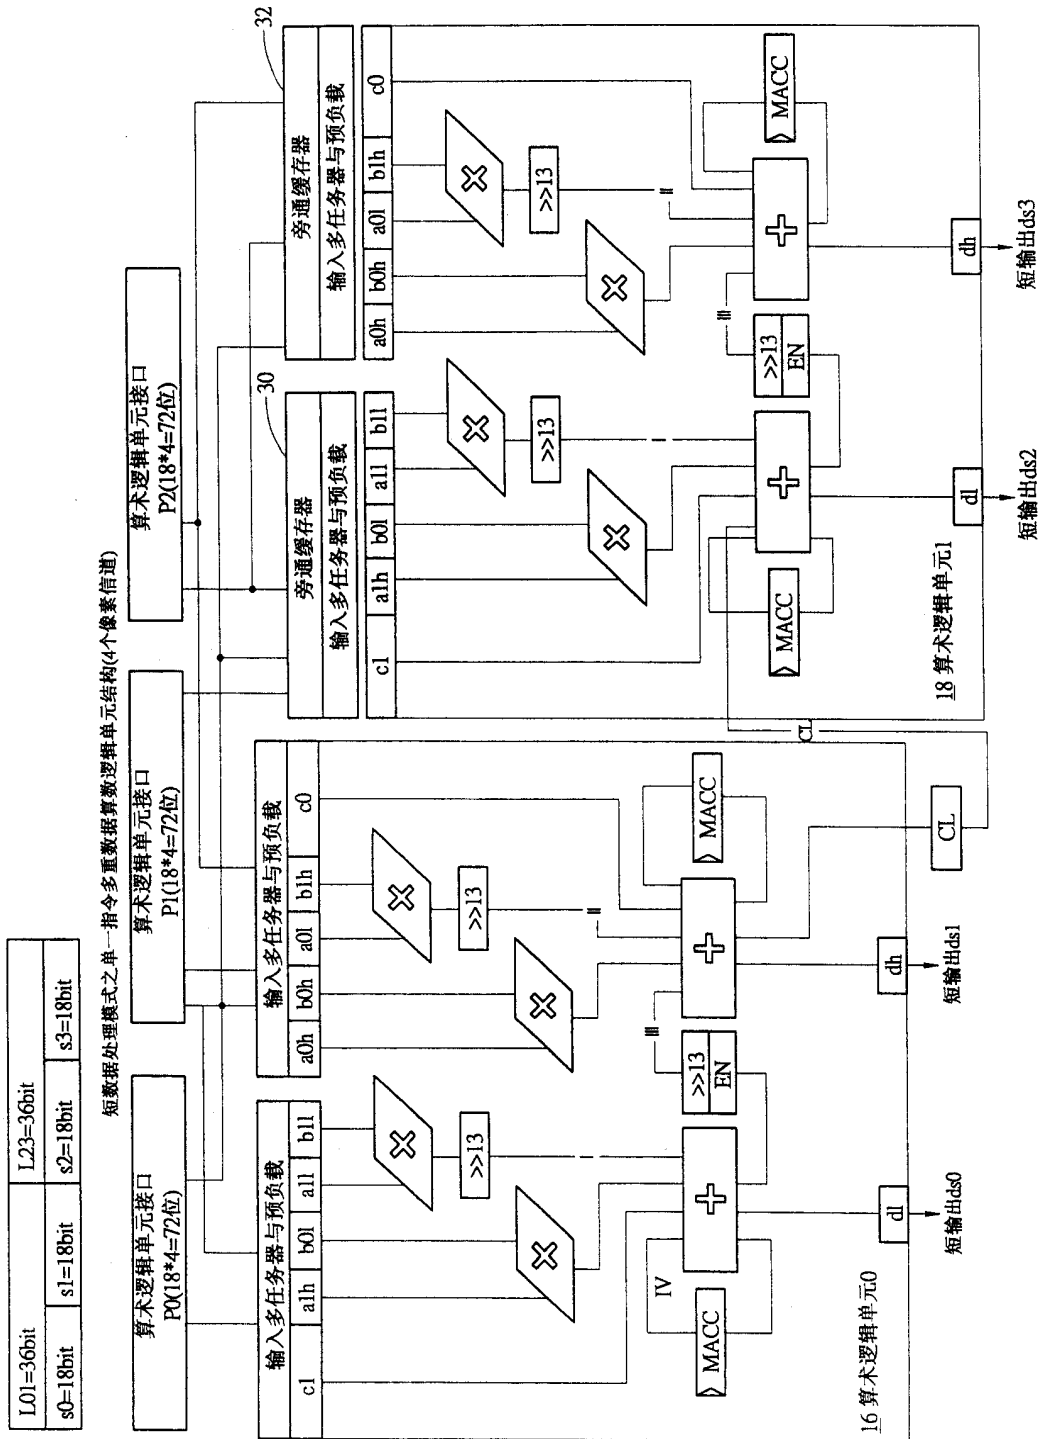 L01=36bit
L23=36bit
s0=18bit
s1=18bit
s2=18bit
s3=18bit
短数据处理模式之单一指令多重数据算数逻辑单元结构(4个像素信道)
算术逻辑单元接口
P0(18*4=72位)
算术逻辑单元接口
P1(18*4=72位)
算术逻辑单元接口
P2(18*4=72位)
输入多任务器与预负载
c1
a1h
b0l
a1l
b1l
输入多任务器与预负载
a0h
b0h
a0l
b1h
c0
30
旁通缓存器
输入多任务器与预负载
c1
a1h
b0l
a1l
b1l
32
旁通缓存器
输入多任务器与预负载
a0h
b0h
a0l
b1h
c0
>>13
>>13
>>13
>>13
I
II
I
II
IV
MACC
>>13
EN
III
MACC
MACC
>>13
EN
III
MACC
CL
CL
16 算术逻辑单元0
dl
dh
18 算术逻辑单元1
dl
dh
短输出ds0
短输出ds1
短输出ds2
短输出ds3